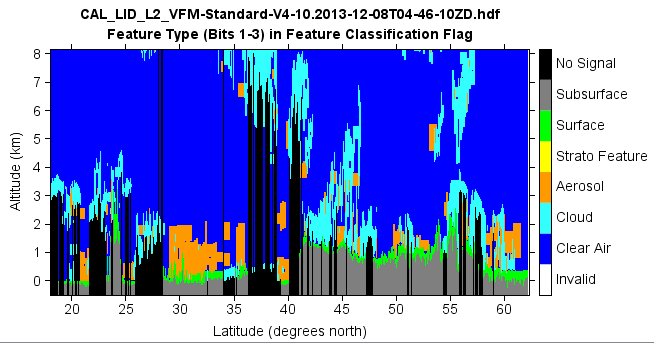 CAL_LID_L2_VFM-Standard-V4-10.2013-12-08T04-46-10ZD.hdf
Feature Type (Bits 1-3) in Feature Classification Flag
8
7
6
5
4
3
2
1
0
Altitude (km)
20 25 30 35 40 45 50 55 60
Latitude (degrees north)
No Signal
Subsurface
Surface
Strato Feature
Aerosol
Cloud
Clear Air
Invalid